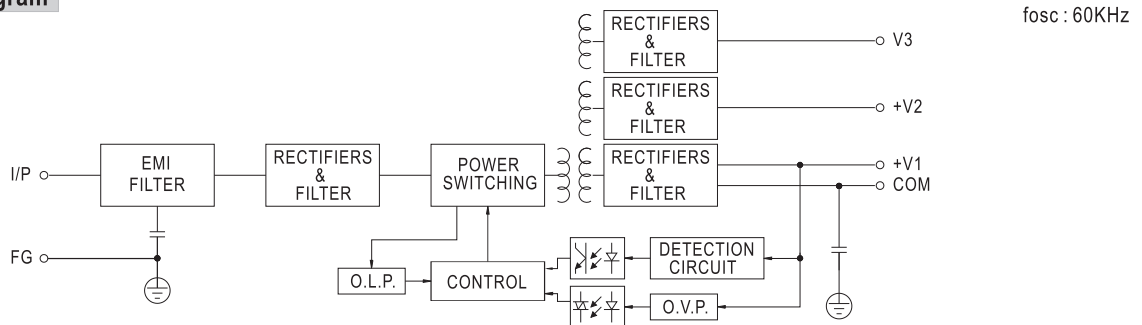 fosc : 60KHz
RECTIFIERS
&
FILTER
V3
RECTIFIERS
&
FILTER
+V2
I/P
EMI
FILTER
RECTIFIERS
&
FILTER
POWER
SWITCHING
RECTIFIERS
&
FILTER
+V1
COM
FG
O.L.P.
CONTROL
DETECTION
CIRCUIT
O.V.P.